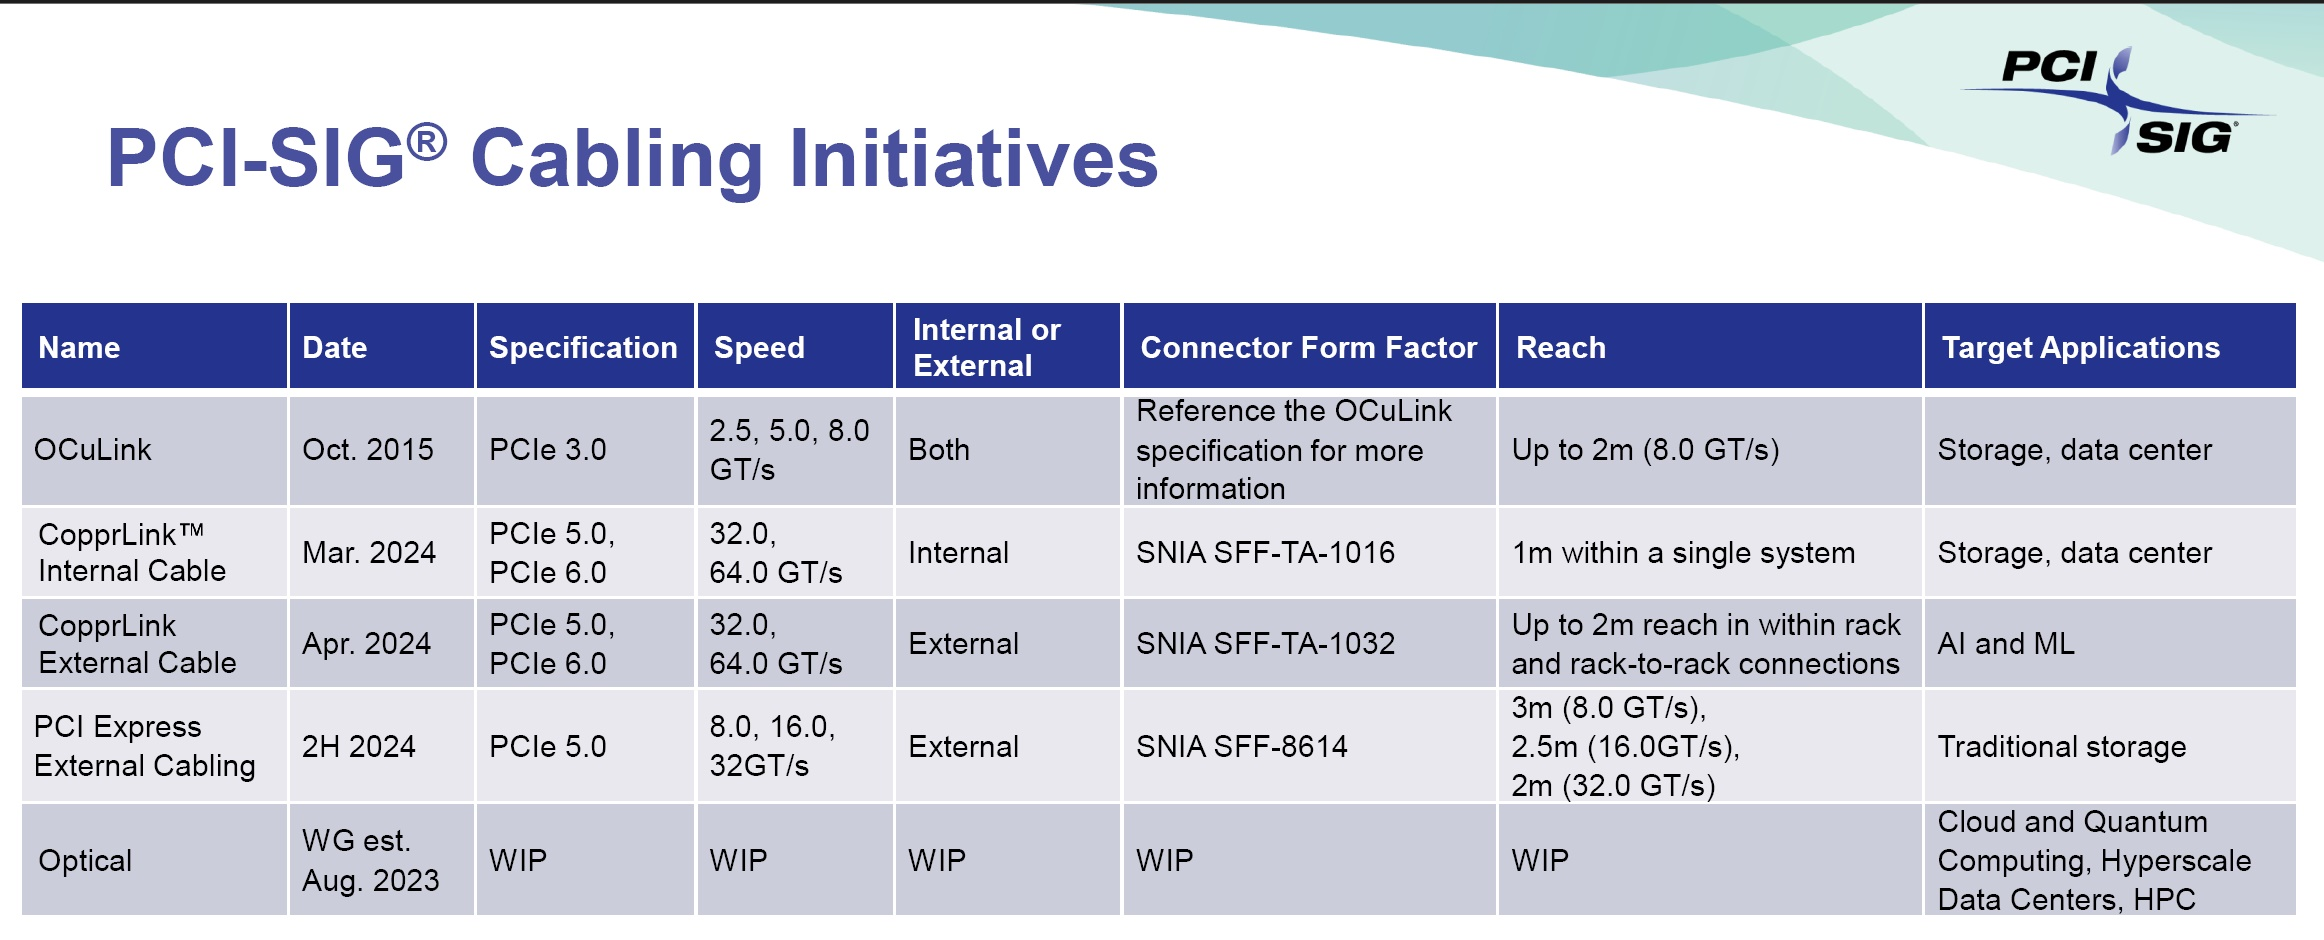 PCI
SIG®
PCI-SIG® Cabling Initiatives
Name
Date
Specification
Speed
Internal or
External
Connector Form Factor
Reach
Target Applications
OCuLink
Oct. 2015
PCIe 3.0
2.5, 5.0, 8.0
GT/s
Both
Reference the OCuLink
specification for more
information
Up to 2m (8.0 GT/s)
Storage, data center
CopprLink™
Internal Cable
Mar. 2024
PCIe 5.0,
PCIe 6.0
32.0,
64.0 GT/s
Internal
SNIA SFF-TA-1016
1m within a single system
Storage, data center
CopprLink
External Cable
Apr. 2024
PCIe 5.0,
PCIe 6.0
32.0,
64.0 GT/s
External
SNIA SFF-TA-1032
Up to 2m reach in within rack
and rack-to-rack connections
AI and ML
PCI Express
External Cabling
2H 2024
PCIe 5.0
8.0, 16.0,
32GT/s
External
SNIA SFF-8614
3m (8.0 GT/s),
2.5m (16.0GT/s),
2m (32.0 GT/s)
Traditional storage
Optical
WG est.
Aug. 2023
WIP
WIP
WIP
WIP
WIP
Cloud and Quantum
Computing, Hyperscale
Data Centers, HPC